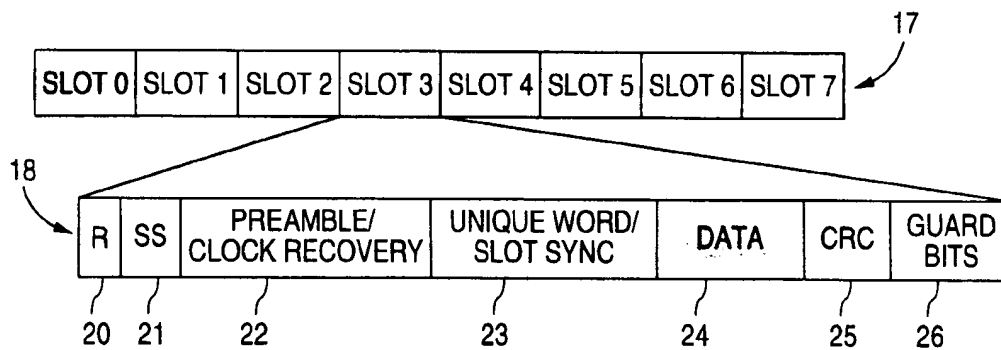 17
SLOT 0 SLOT 1 SLOT 2 SLOT 3 SLOT 4 SLOT 5 SLOT 6 SLOT 7
18
R SS PREAMBLE/ CLOCK RECOVERY UNIQUE WORD/ SLOT SYNC DATA CRC GUARD BITS
20 21 22 23 24 25 26